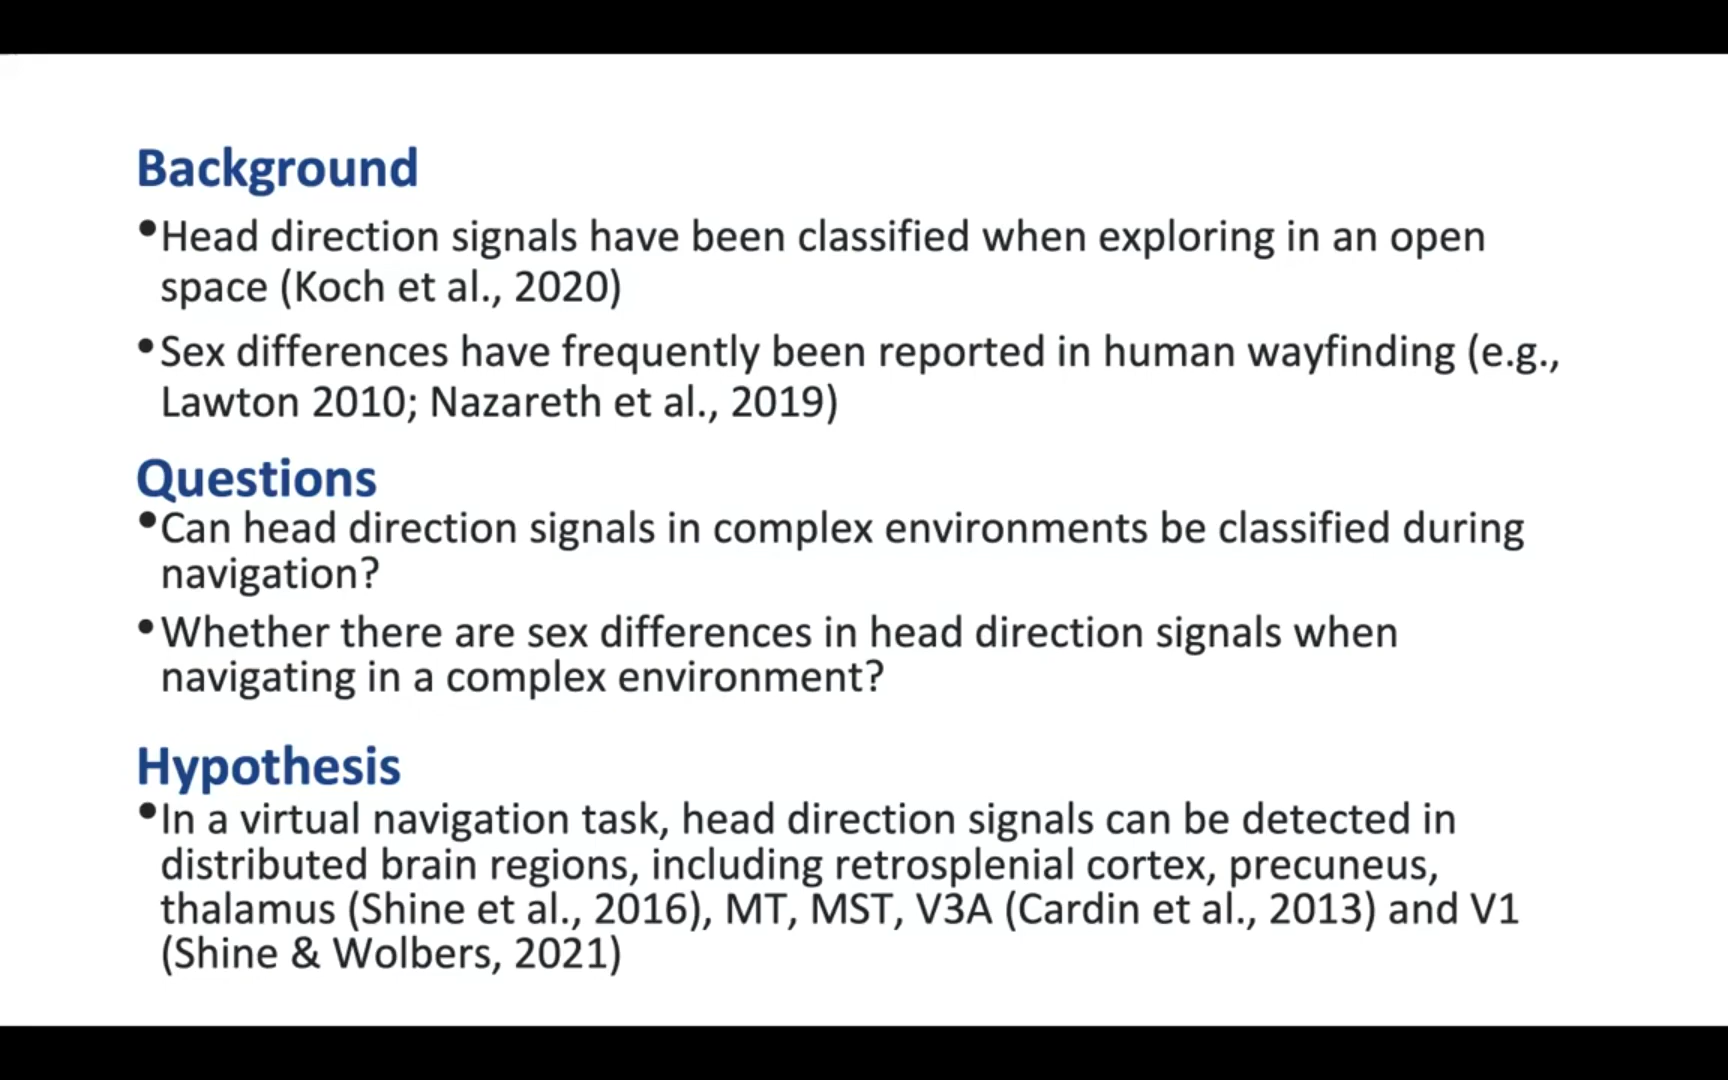 Background
•Head direction signals have been classified when exploring in an open
space (Koch et al., 2020)
•Sex differences have frequently been reported in human wayfinding (e.g.,
Lawton 2010; Nazareth et al., 2019)
Questions
•Can head direction signals in complex environments be classified during
navigation?
•Whether there are sex differences in head direction signals when
navigating in a complex environment?
Hypothesis
•In a virtual navigation task, head direction signals can be detected in
distributed brain regions, including retrosplenial cortex, precuneus,
thalamus (Shine et al., 2016), MT, MST, V3A (Cardin et al., 2013) and V1
(Shine & Wolbers, 2021)